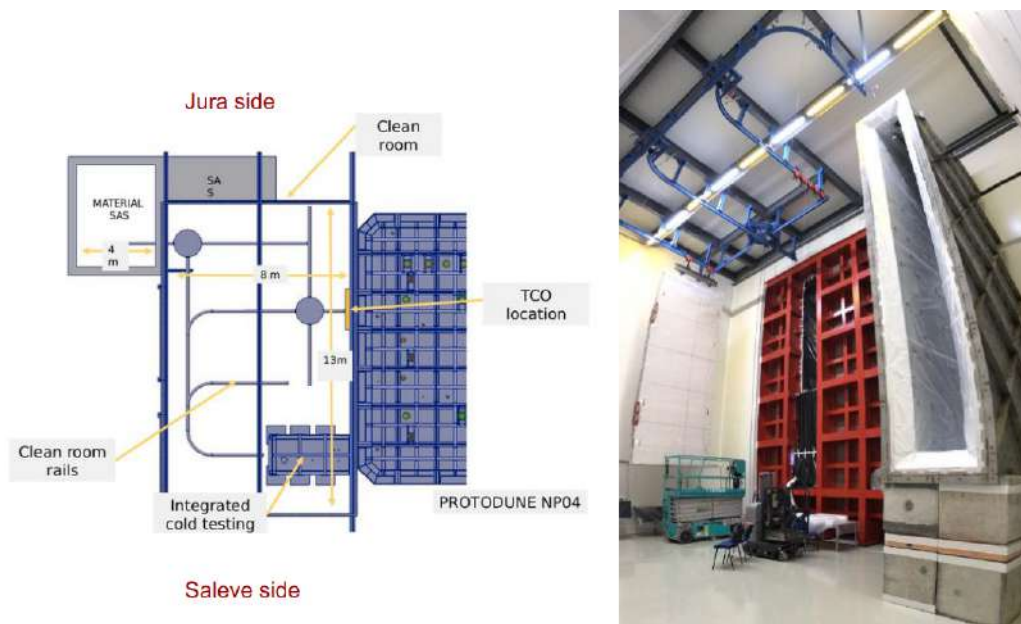 Jura side
Clean
room
SA
S
MATERIAL
SAS
4
m
8 m
TCO
location
13m
Clean room
rails
Integrated
cold testing
PROTODUNE NP04
Saleve side